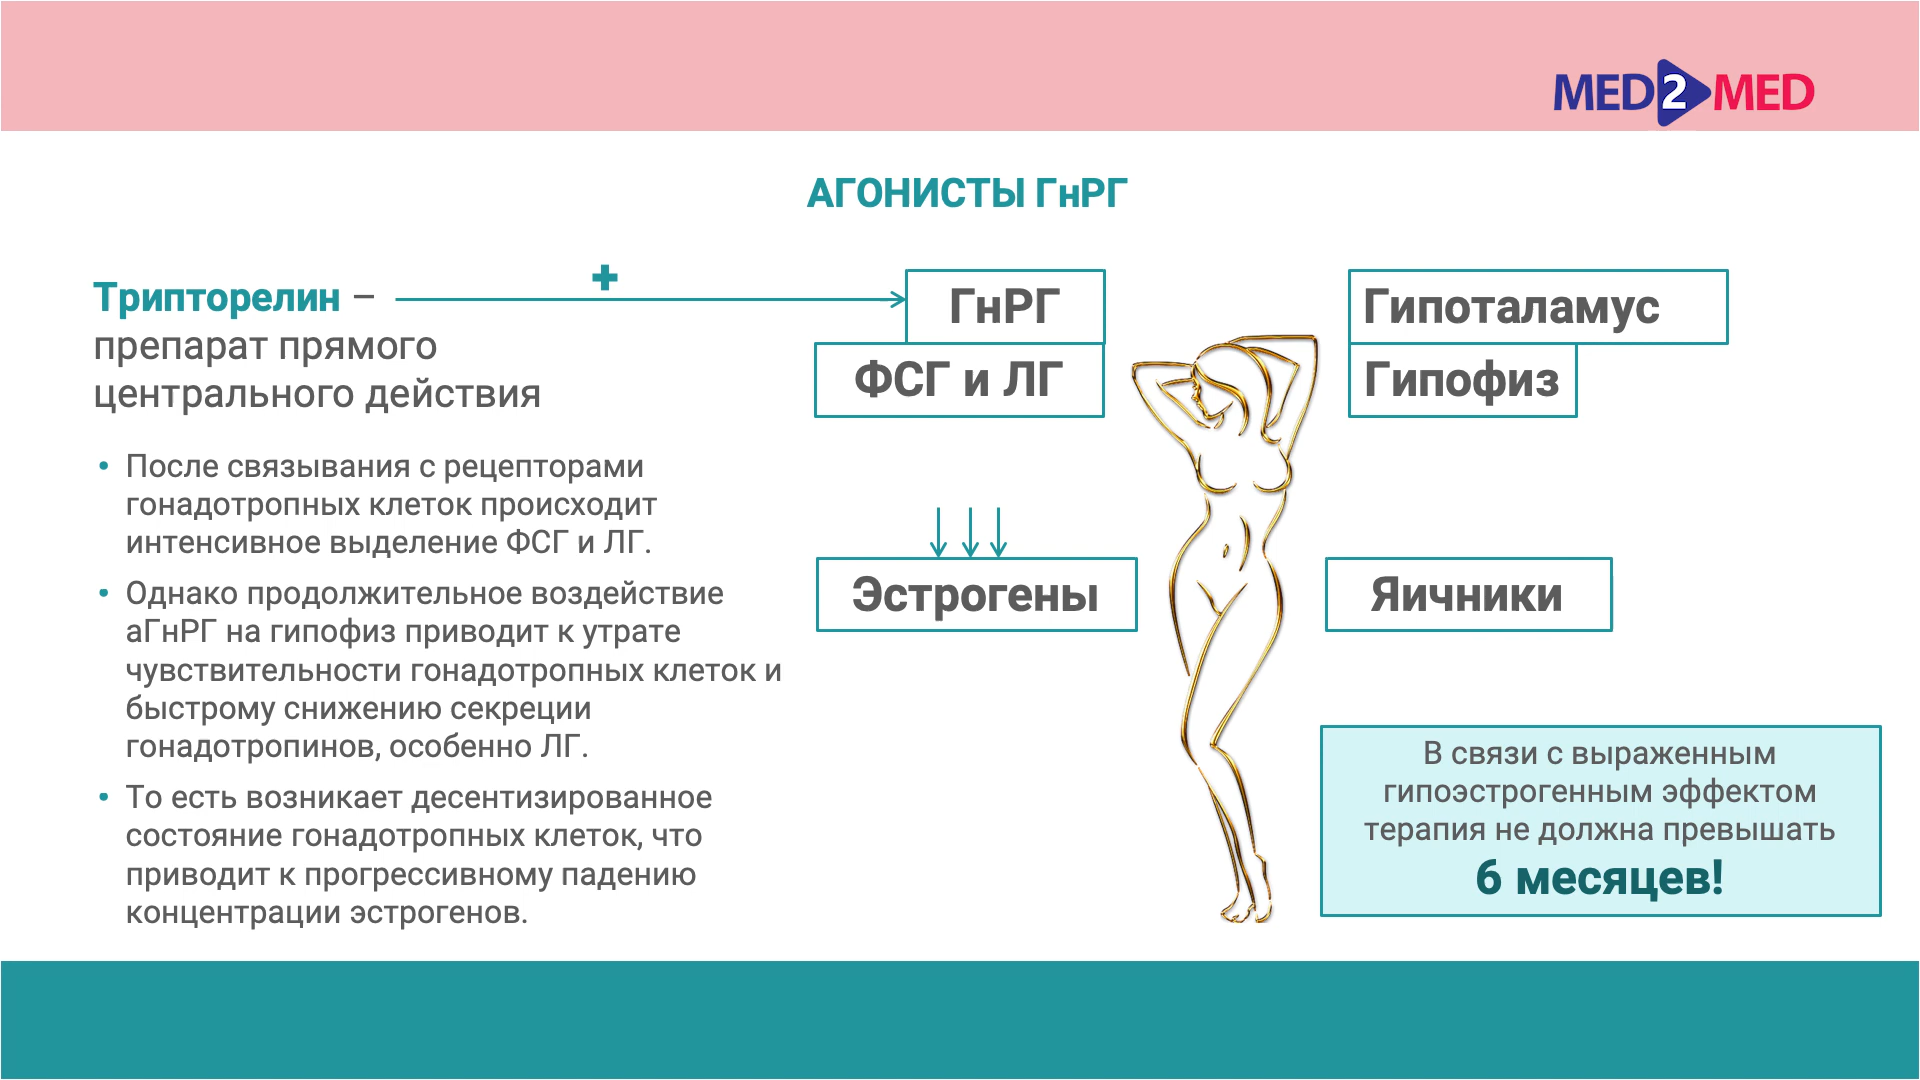 MED2MED
АГОНИСТЫ ГнРГ
Трипторелин –
препарат прямого
центрального действия
+
ГнРГ
Гипоталамус
ФСГ и ЛГ
Гипофиз
• После связывания с рецепторами
гонадотропных клеток происходит
интенсивное выделение ФСГ и ЛГ.
• Однако продолжительное воздействие
аГнРГ на гипофиз приводит к утрате
чувствительности гонадотропных клеток и
быстрому снижению секреции
гонадотропинов, особенно ЛГ.
• То есть возникает десентизированное
состояние гонадотропных клеток, что
приводит к прогрессивному падению
концентрации эстрогенов.
Эстрогены
Яичники
В связи с выраженным
гипоэстрогенным эффектом
терапия не должна превышать
6 месяцев!